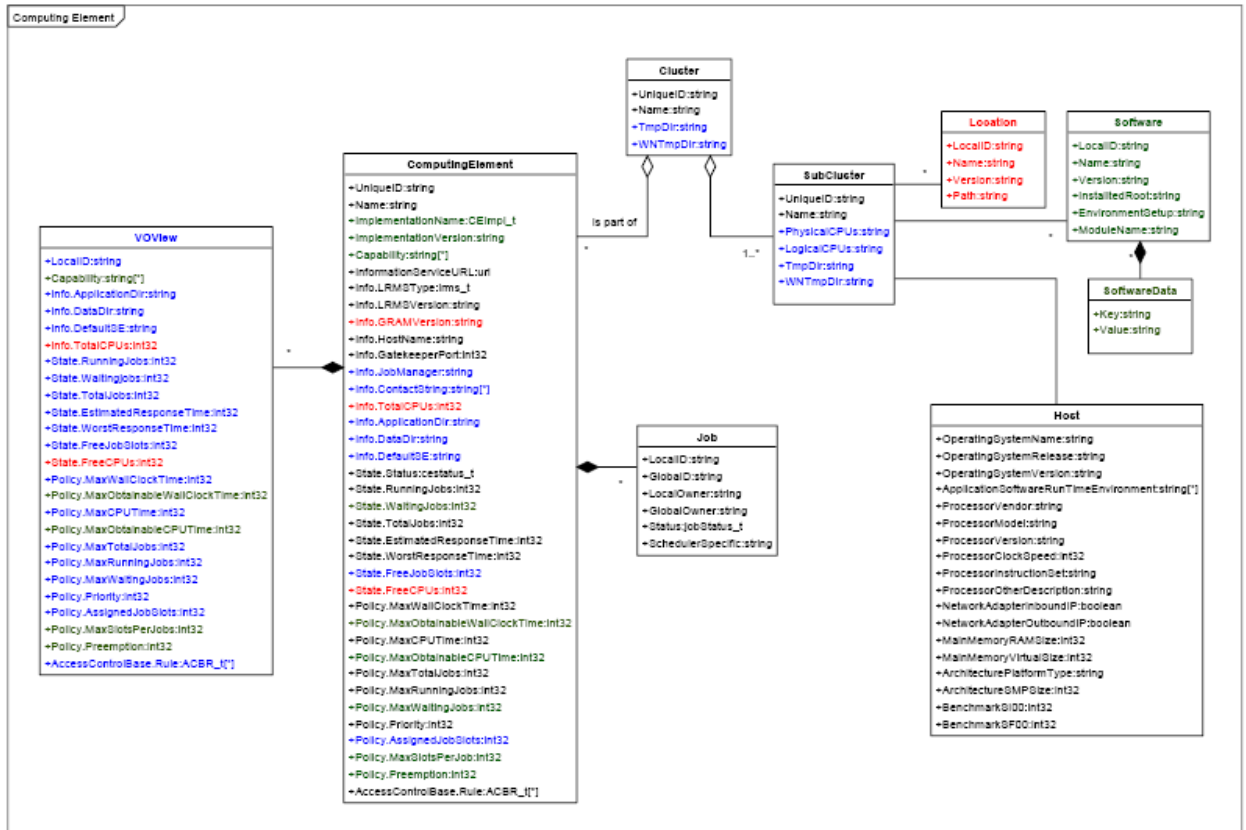 Computing Element
Cluster
+UniqueID:string
+Name:string
+TmpDir:string
+WNTmpDir:string
Location
+LocalID:string
+Name:string
+Version:string
+Path:string
Software
+LocalID:string
+Name:string
+Version:string
+InstalledRoot:string
+EnvironmentSetup:string
+ModuleName:string
ComputingElement
+UniqueID:string
+Name:string
+ImplementationName:CEImpl_t
+ImplementationVersion:string
+Capability:string[*]
+InformationServiceURL:uri
+Info.LRMSType:lrms_t
+Info.LRMSVersion:string
+Info.GRAMVersion:string
+Info.HostName:string
+Info.GatekeeperPort:int32
+Info.JobManager:string
+Info.ContactString:string[*]
+Info.TotalCPUs:int32
+Info.ApplicationDir:string
+Info.DataDir:string
+Info.DefaultSE:string
+State.Status:cestatus_t
+State.RunningJobs:int32
+State.WaitingJobs:int32
+State.TotalJobs:int32
+State.EstimatedResponseTime:int32
+State.WorstResponseTime:int32
+State.FreeJobSlots:int32
+State.FreeCPUs:int32
+Policy.MaxWallClockTime:int32
+Policy.MaxObtainableWallClockTime:int32
+Policy.MaxCPUTime:int32
+Policy.MaxObtainableCPUTime:int32
+Policy.MaxTotalJobs:int32
+Policy.MaxRunningJobs:int32
+Policy.MaxWaitingJobs:int32
+Policy.Priority:int32
+Policy.AssignedJobSlots:int32
+Policy.MaxSlotsPerJob:int32
+Policy.Preemption:int32
+AccessControlBase.Rule:ACBR_t[*]
SubCluster
+UniqueID:string
+Name:string
+PhysicalCPUs:string
+LogicalCPUs:string
+TmpDir:string
+WNTmpDir:string
*
is part of
*
1..*
*
*
VOView
+LocalID:string
+Capability:string[*]
+Info.ApplicationDir:string
+Info.DataDir:string
+Info.DefaultSE:string
+Info.TotalCPUs:int32
+State.RunningJobs:int32
+State.WaitingJobs:int32
+State.TotalJobs:int32
+State.EstimatedResponseTime:int32
+State.WorstResponseTime:int32
+State.FreeJobSlots:int32
+State.FreeCPUs:int32
+Policy.MaxWallClockTime:int32
+Policy.MaxObtainableWallClockTime:int32
+Policy.MaxCPUTime:int32
+Policy.MaxObtainableCPUTime:int32
+Policy.MaxTotalJobs:int32
+Policy.MaxRunningJobs:int32
+Policy.MaxWaitingJobs:int32
+Policy.Priority:int32
+Policy.AssignedJobSlots:int32
+Policy.MaxSlotsPerJobs:int32
+Policy.Preemption:int32
+AccessControlBase.Rule:ACBR_t[*]
*
SoftwareData
+Key:string
+Value:string
Job
+LocalID:string
+GlobalID:string
+LocalOwner:string
+GlobalOwner:string
+Status:jobStatus_t
+SchedulerSpecific:string
*
Host
+OperatingSystemName:string
+OperatingSystemRelease:string
+OperatingSystemVersion:string
+ApplicationSoftwareRunTimeEnvironment:string[*]
+ProcessorVendor:string
+ProcessorModel:string
+ProcessorVersion:string
+ProcessorClockSpeed:int32
+ProcessorInstructionSet:string
+ProcessorOtherDescription:string
+NetworkAdapterInboundIP:boolean
+NetworkAdapterOutboundIP:boolean
+MainMemoryRAMSize:int32
+MainMemoryVirtualSize:int32
+ArchitecturePlatformType:string
+ArchitectureSMPSize:int32
+BenchmarkSI00:int32
+BenchmarkSF00:int32